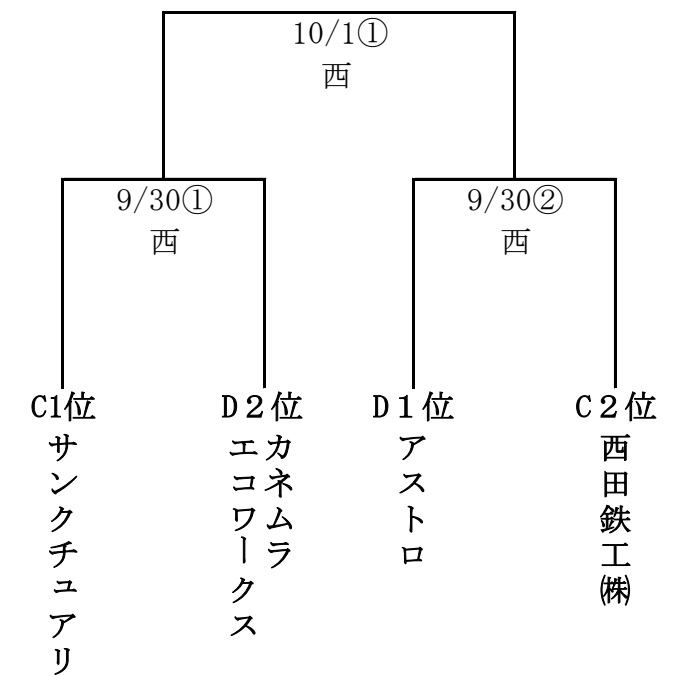 10/1①
西
9/30①
西
9/30②
西
C1位
サンクチュアリ
D２位
カネムラ
エコワークス
D１位
アストロ
C２位
西田鉄工㈱